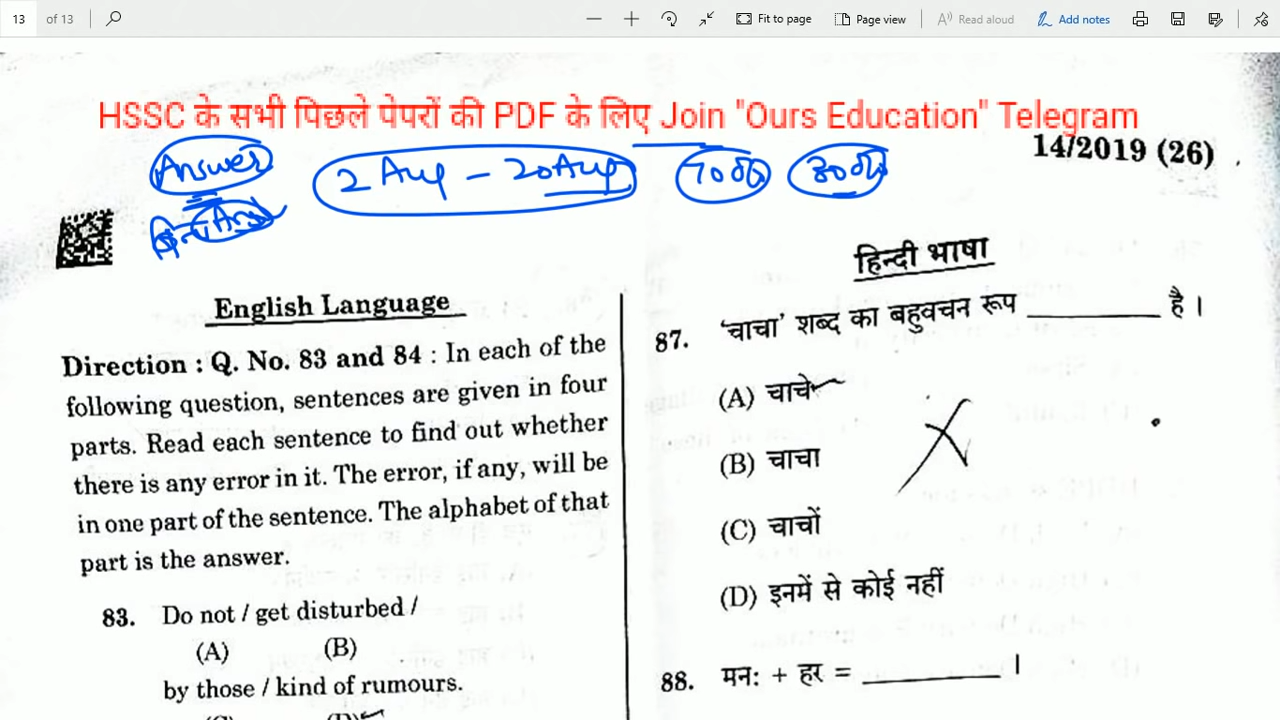 13 of 13
Fit to page
Page view
Read aloud
Add notes
HSSC के सभी पिछले पेपरों की PDF के लिए Join "Ours Education" Telegram
14/2019 (26)
Answer
2 Aug - 20 Aug
English Language
Direction : Q. No. 83 and 84 : In each of the
following question, sentences are given in four
parts. Read each sentence to find out whether
there is any error in it. The error, if any, will be
in one part of the sentence. The alphabet of that
part is the answer.
83. Do not / get disturbed /
(A) (B)
by those / kind of rumours.
(C) (D)
हिन्दी भाषा
87. ‘चाचा’ शब्द का बहुवचन रूप ________ है ।
(A) चाचे
(B) चाचा
(C) चाचों
(D) इनमें से कोई नहीं
88. मन: + हर = ________ ।